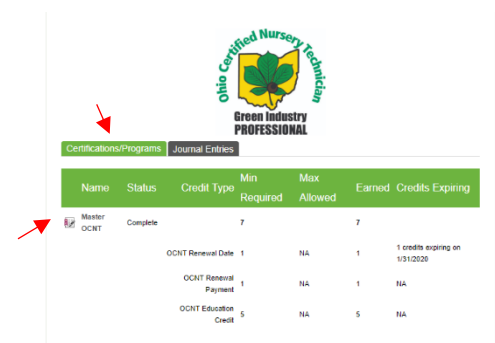 Ohio Certified Nursery Technician
Green Industry
PROFESSIONAL
Certifications/Programs Journal Entries
Name Status Credit Type Min Required Max Allowed Earned Credits Expiring
Master OCNT Complete 7 7
OCNT Renewal Date 1 NA 1 1 credits expiring on 1/31/2020
OCNT Renewal Payment 1 NA 1 NA
OCNT Education Credit 5 NA 5 NA